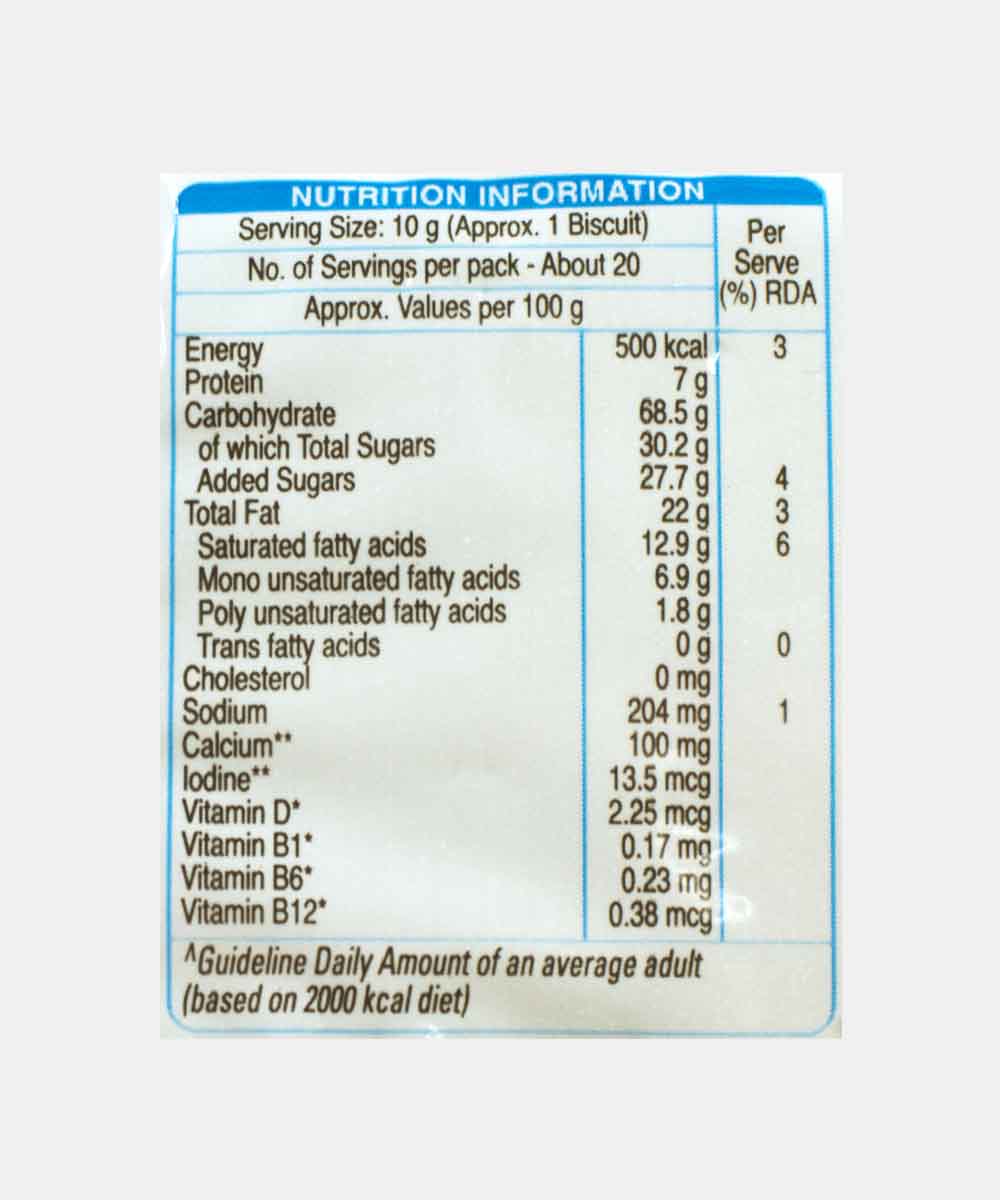 NUTRITION INFORMATION
Serving Size: 10 g (Approx. 1 Biscuit)
No. of Servings per pack - About 20
Approx. Values per 100 g
Per
Serve
(%) RDA
Energy 500 kcal 3
Protein 7 g
Carbohydrate 68.5 g
of which Total Sugars 30.2 g
Added Sugars 27.7 g 4
Total Fat 22 g 3
Saturated fatty acids 12.9 g 6
Mono unsaturated fatty acids 6.9 g
Poly unsaturated fatty acids 1.8 g
Trans fatty acids 0 g 0
Cholesterol 0 mg
Sodium 204 mg 1
Calcium** 100 mg
Iodine** 13.5 mcg
Vitamin D* 2.25 mcg
Vitamin B1* 0.17 mg
Vitamin B6* 0.23 mg
Vitamin B12* 0.38 mcg
^Guideline Daily Amount of an average adult
(based on 2000 kcal diet)